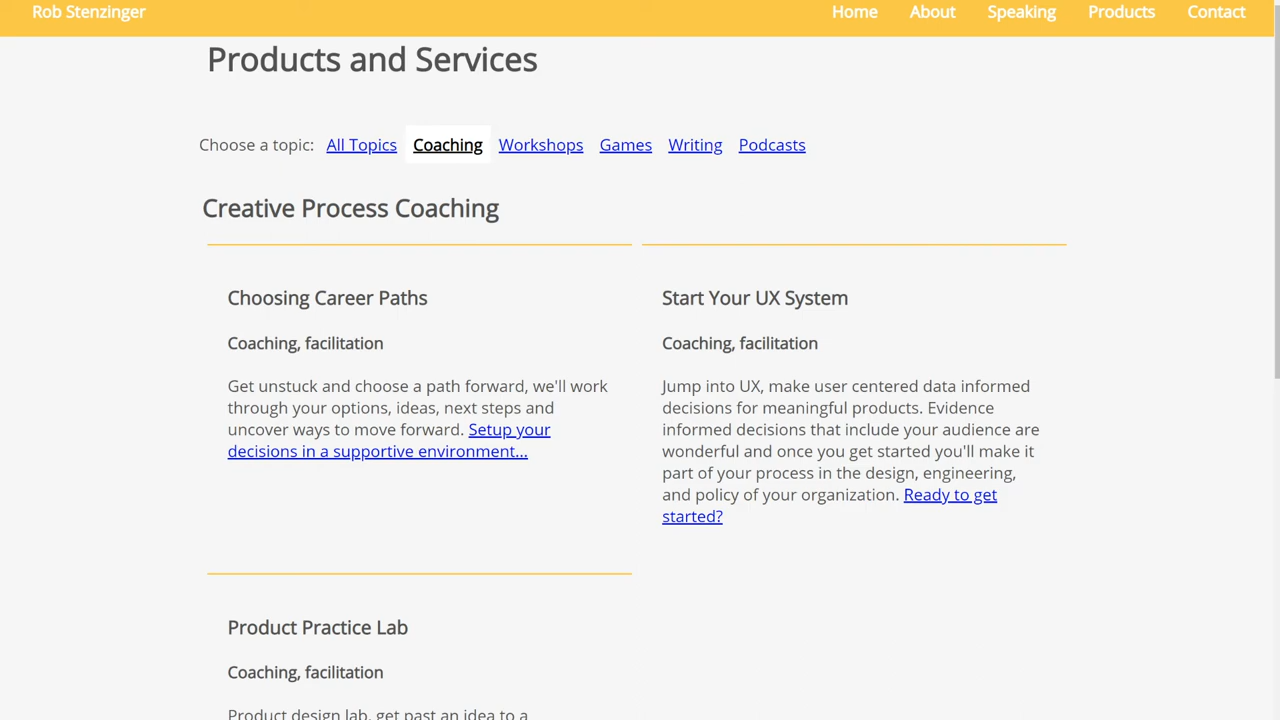 Rob Stenzinger
Home About Speaking Products Contact
Products and Services
Choose a topic: All Topics Coaching Workshops Games Writing Podcasts
Creative Process Coaching
Choosing Career Paths
Coaching, facilitation
Get unstuck and choose a path forward, we'll work
through your options, ideas, next steps and
uncover ways to move forward. Setup your
decisions in a supportive environment...
Start Your UX System
Coaching, facilitation
Jump into UX, make user centered data informed
decisions for meaningful products. Evidence
informed decisions that include your audience are
wonderful and once you get started you'll make it
part of your process in the design, engineering,
and policy of your organization. Ready to get
started?
Product Practice Lab
Coaching, facilitation
Product design lab, get past an idea to a